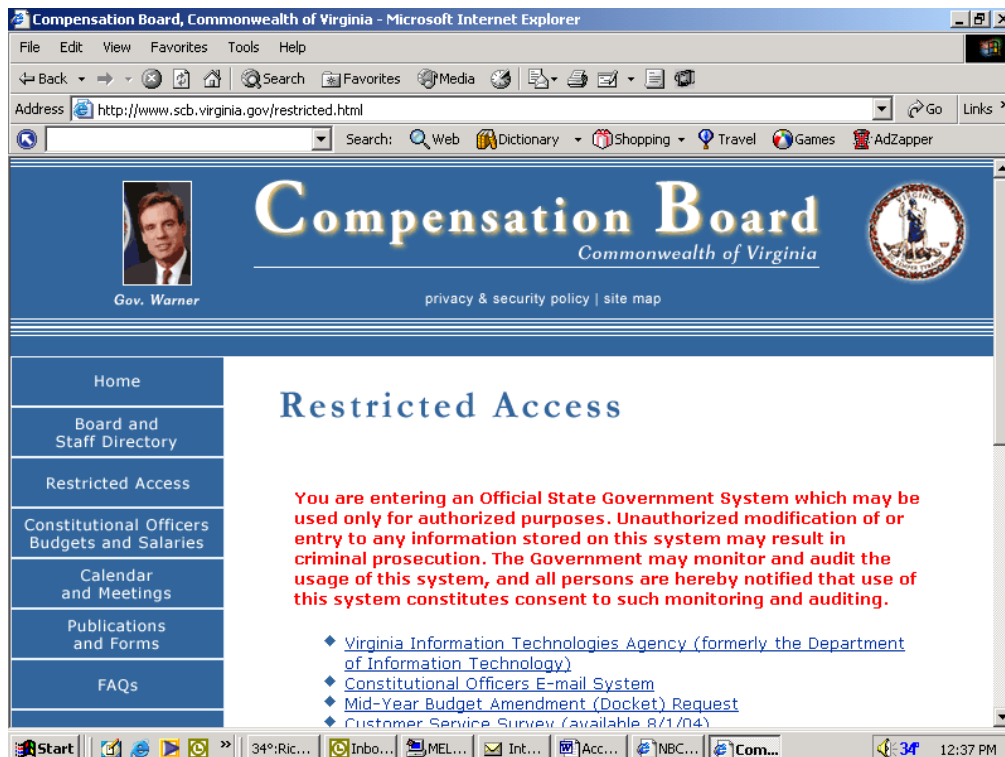 Compensation Board, Commonwealth of Virginia - Microsoft Internet Explorer
File Edit View Favorites Tools Help
Back Search Favorites Media
Address http://www.scb.virginia.gov/restricted.html Go Links
Search: Web Dictionary Shopping Travel Games AdZapper
Compensation Board
Commonwealth of Virginia
Gov. Warner
privacy & security policy | site map
VIRGINIA
Home
Board and
Staff Directory
Restricted Access
Constitutional Officers
Budgets and Salaries
Calendar
and Meetings
Publications
and Forms
FAQs
Restricted Access
You are entering an Official State Government System which may be
used only for authorized purposes. Unauthorized modification of or
entry to any information stored on this system may result in
criminal prosecution. The Government may monitor and audit the
usage of this system, and all persons are hereby notified that use of
this system constitutes consent to such monitoring and auditing.
Virginia Information Technologies Agency (formerly the Department
of Information Technology)
Constitutional Officers E-mail System
Mid-Year Budget Amendment (Docket) Request
Customer Service Survey (available 8/1/04)
Start » 34°:Ric... Inbo... MEL... Int... Acc... NBC... Com... 34° 12:37 PM